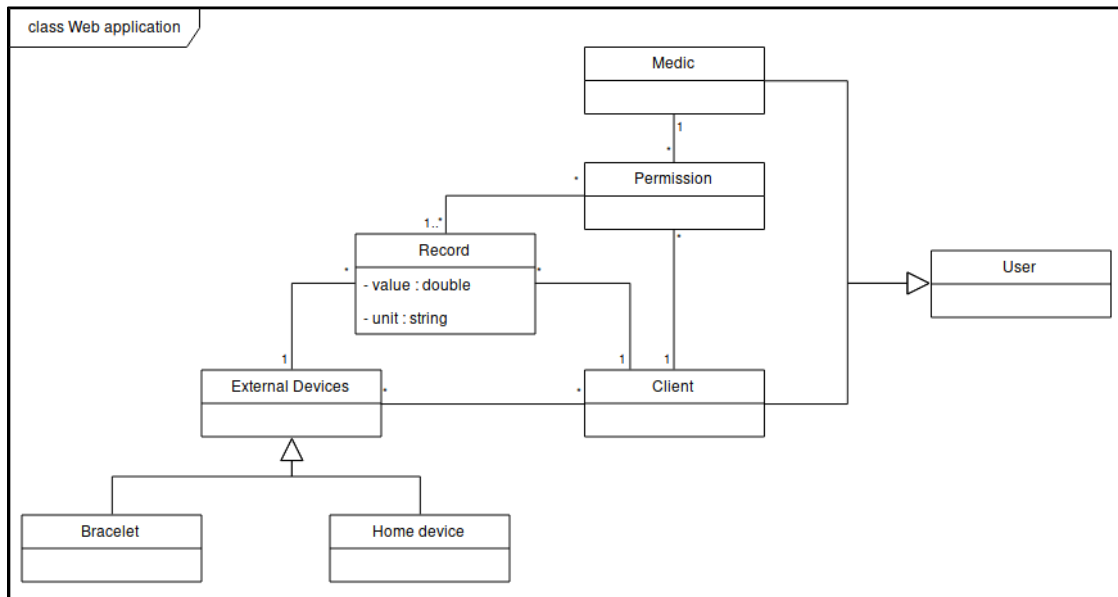 class Web application
Medic
1
*
Permission
*
1..*
*
Record
- value : double
- unit : string
*
*
User
1
1
1
External Devices
*
*
Client
Bracelet
Home device